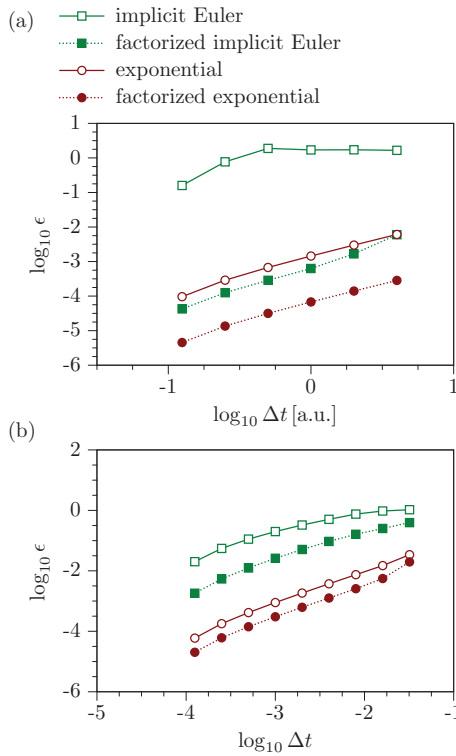 (a)
implicit Euler
factorized implicit Euler
exponential
factorized exponential
1
0
-1
-2
-3
-4
-5
-6
log₁₀ ϵ
-1 0 1
log₁₀ Δt [a.u.]
(b)
2
0
-2
-4
-6
log₁₀ ϵ
-5 -4 -3 -2 -1
log₁₀ Δt